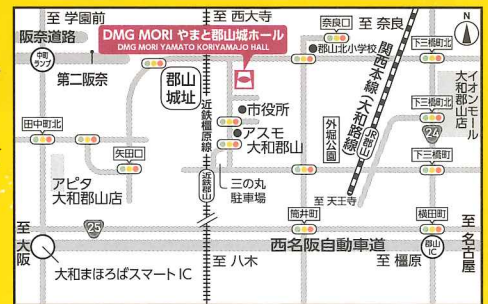 至 学園前
至 西大寺
奈良口
至 奈良
N
阪奈道路
DMG MORI やまと郡山城ホール
DMG MORI YAMATO KORIYAMAJO HALL
郡山北小学校
下三橋町北
中町
ランプ
第二阪奈
郡山
城址
関西本線(大和路線)
イオンモール
大和郡山店
市役所
下三橋町北
田中町北
近鉄橿原線
アスモ
大和郡山
外堀公園
JR郡山
24
矢田口
下三橋町
アピタ
大和郡山店
近鉄郡山
三の丸
駐車場
至 天王寺
25
筒井町
横田町
至 大阪
西名阪自動車道
郡山
IC
至 名古屋
大和まほろばスマートIC
至 八木
至 橿原